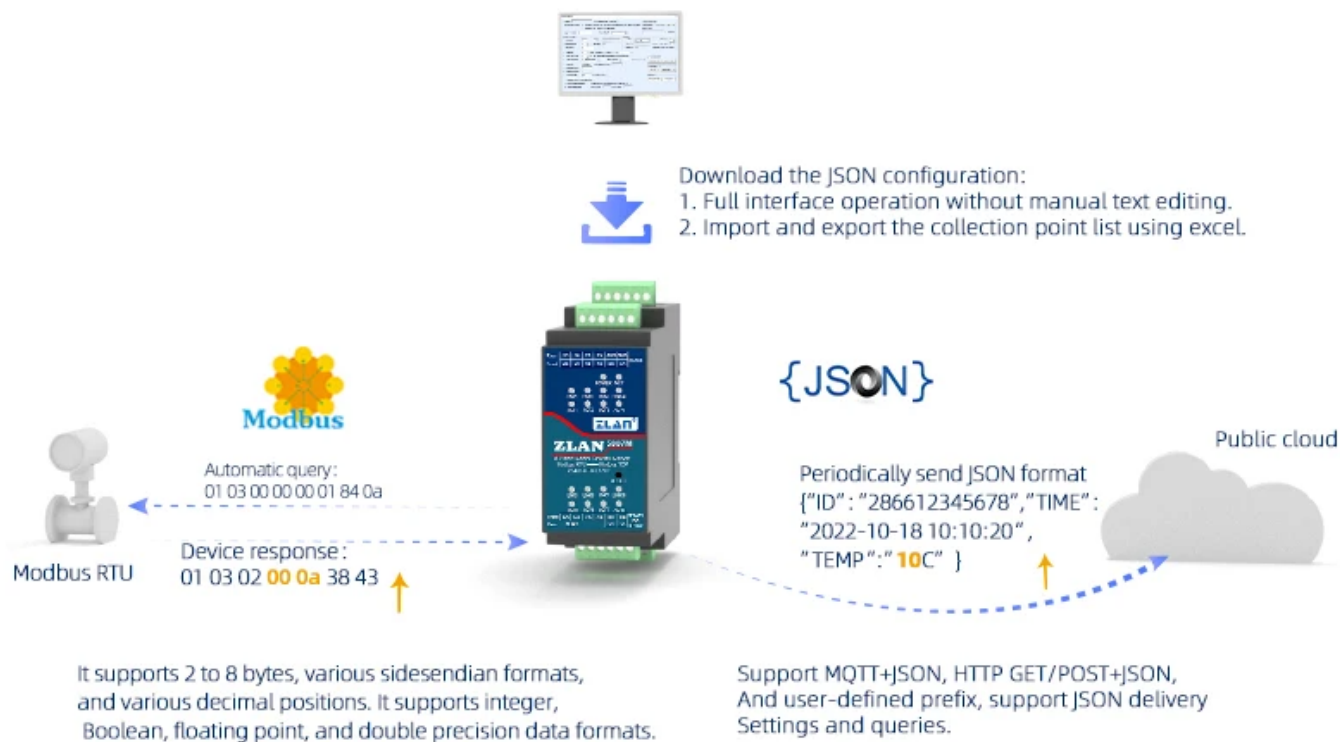 Download the JSON configuration:
1. Full interface operation without manual text editing.
2. Import and export the collection point list using excel.
Modbus
{JSON}
ZLAN
ZLAN
Public cloud
Automatic query:
01 03 00 00 00 01 84 0a
Periodically send JSON format
{"ID": "286612345678","TIME":
"2022-10-18 10:10:20",
"TEMP":"10C" }
Modbus RTU
Device response:
01 03 02 00 0a 38 43
It supports 2 to 8 bytes, various sidesendian formats,
and various decimal positions. It supports integer,
Boolean, floating point, and double precision data formats.
Support MQTT+JSON, HTTP GET/POST+JSON,
And user-defined prefix, support JSON delivery
Settings and queries.